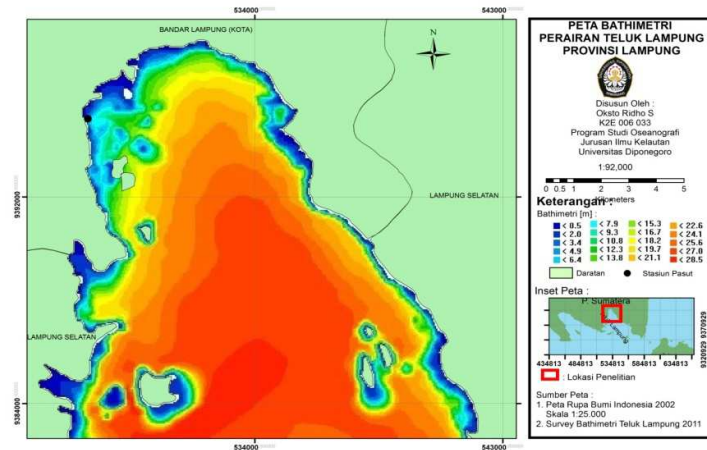 534000
543000
BANDAR LAMPUNG (KOTA)
N
9392000
LAMPUNG SELATAN
LAMPUNG SELATAN
9384000
534000
543000
PETA BATHIMETRI
PERAIRAN TELUK LAMPUNG
PROVINSI LAMPUNG
Disusun Oleh :
Oksto Ridho S
K2E 006 033
Program Studi Oseanografi
Jurusan Ilmu Kelautan
Universitas Diponegoro
1:92,000
0 0.5 1 2 3 4 5
Kilometers
Keterangan :
Bathimetri [m] :
< 0.5 < 7.9 < 15.3 < 22.6
< 2.0 < 9.3 < 16.7 < 24.1
< 3.4 < 10.8 < 18.2 < 25.6
< 4.9 < 12.3 < 19.7 < 27.0
< 6.4 < 13.8 < 21.1 < 28.5
Daratan Stasiun Pasut
Inset Peta :
P. Sumatera
Lampung
9320929 9370929
434813 484813 534813 584813 634813
: Lokasi Penelitian
Sumber Peta :
1. Peta Rupa Bumi Indonesia 2002
Skala 1:25.000
2. Survey Bathimetri Teluk Lampung 2011